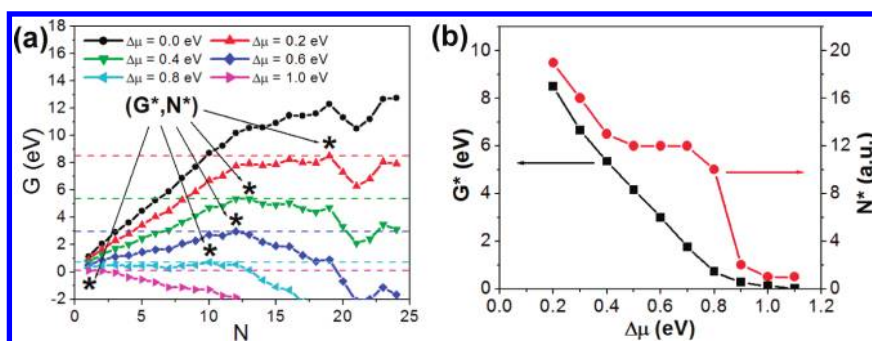 (a)
Δμ = 0.0 eV Δμ = 0.2 eV
Δμ = 0.4 eV Δμ = 0.6 eV
Δμ = 0.8 eV Δμ = 1.0 eV
(G*,N*)
* * * * *
G (eV)
18
16
14
12
10
8
6
4
2
0
-2
0 5 10 15 20 25
N
(b)
G*
10
8
6
4
2
0
20
16
12
8
4
0
N* (a.u.)
0.0 0.2 0.4 0.6 0.8 1.0 1.2
Δμ (eV)